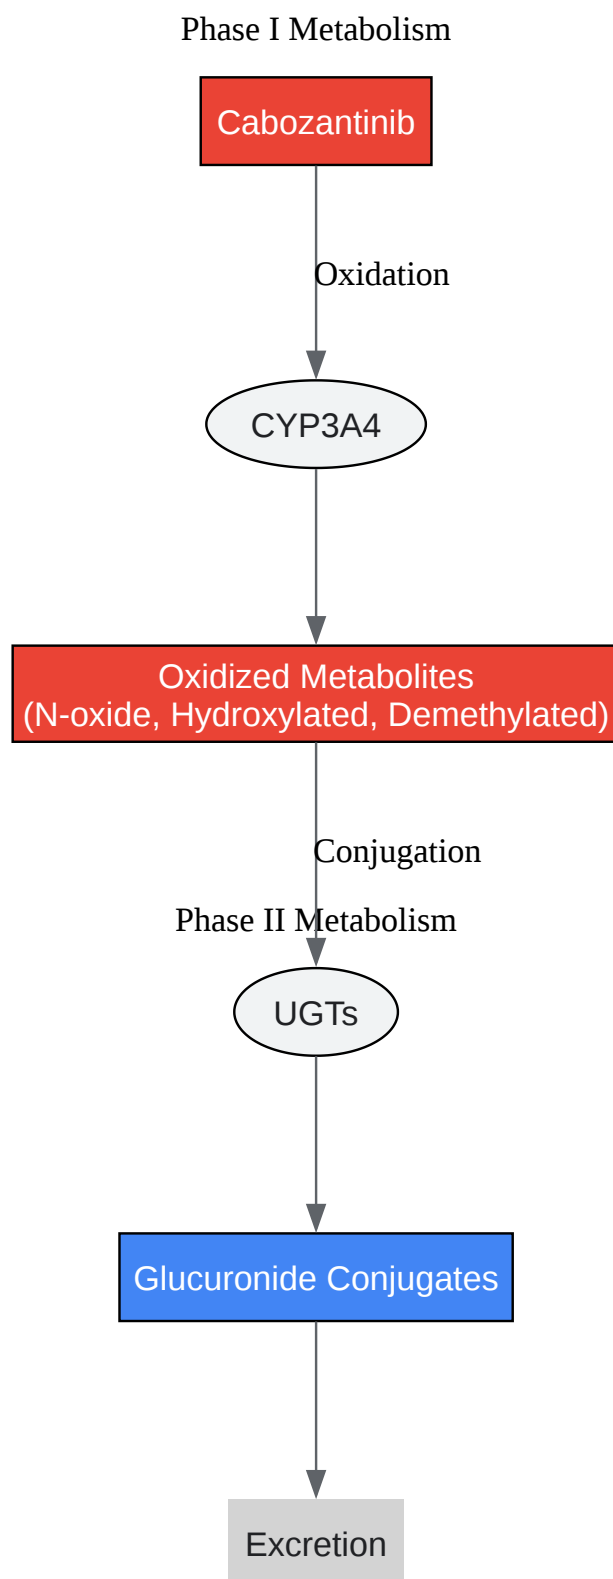 Phase I Metabolism
Cabozantinib
Oxidation
CYP3A4
Oxidized Metabolites
(N-oxide, Hydroxylated, Demethylated)
Conjugation
Phase II Metabolism
UGTs
Glucuronide Conjugates
Excretion